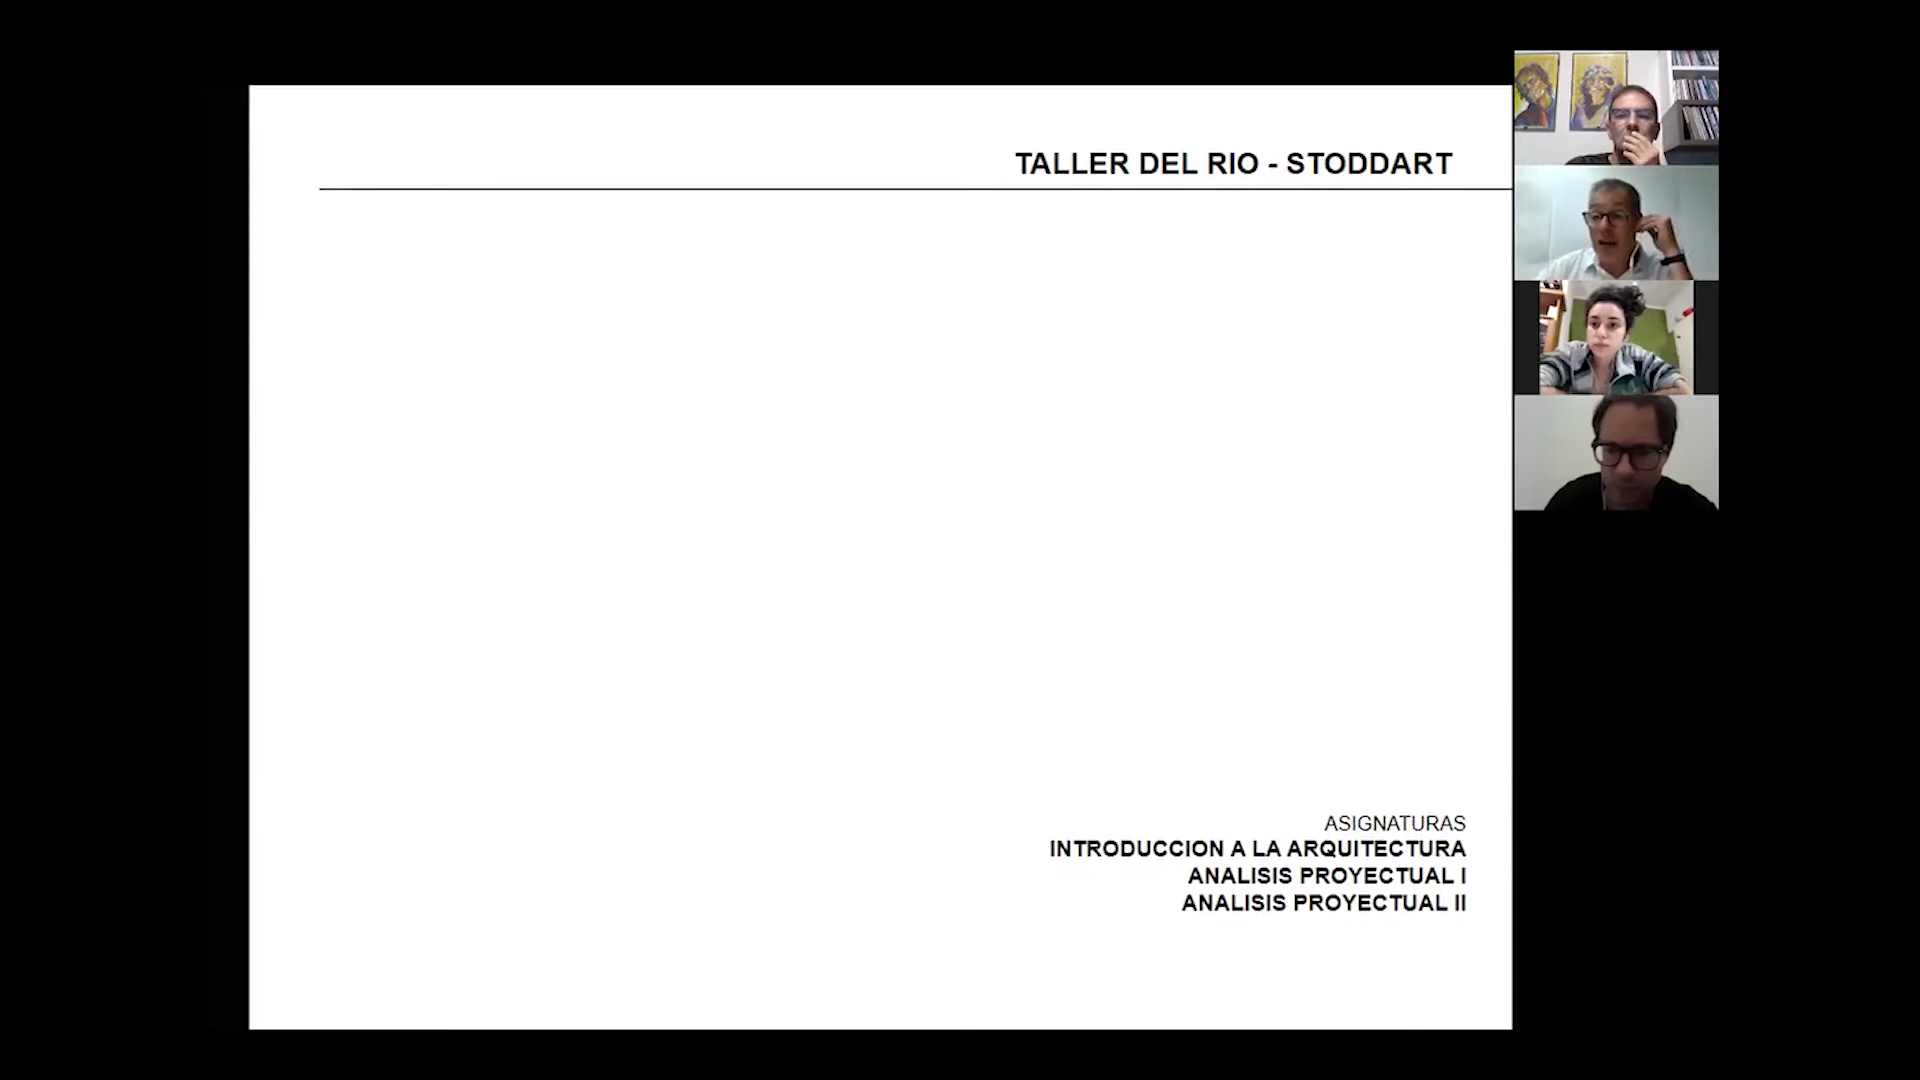 TALLER DEL RIO - STODDART
ASIGNATURAS
INTRODUCCION A LA ARQUITECTURA
ANALISIS PROYECTUAL I
ANALISIS PROYECTUAL II